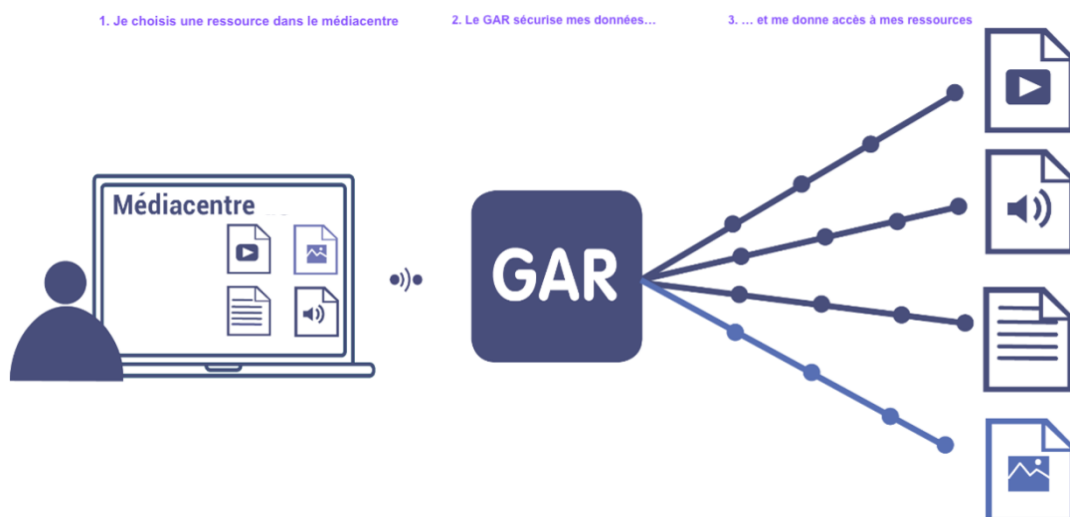 1. Je choisis une ressource dans le médiacentre
2. Le GAR sécurise mes données…
3. … et me donne accès à mes ressources
Médiacentre
GAR